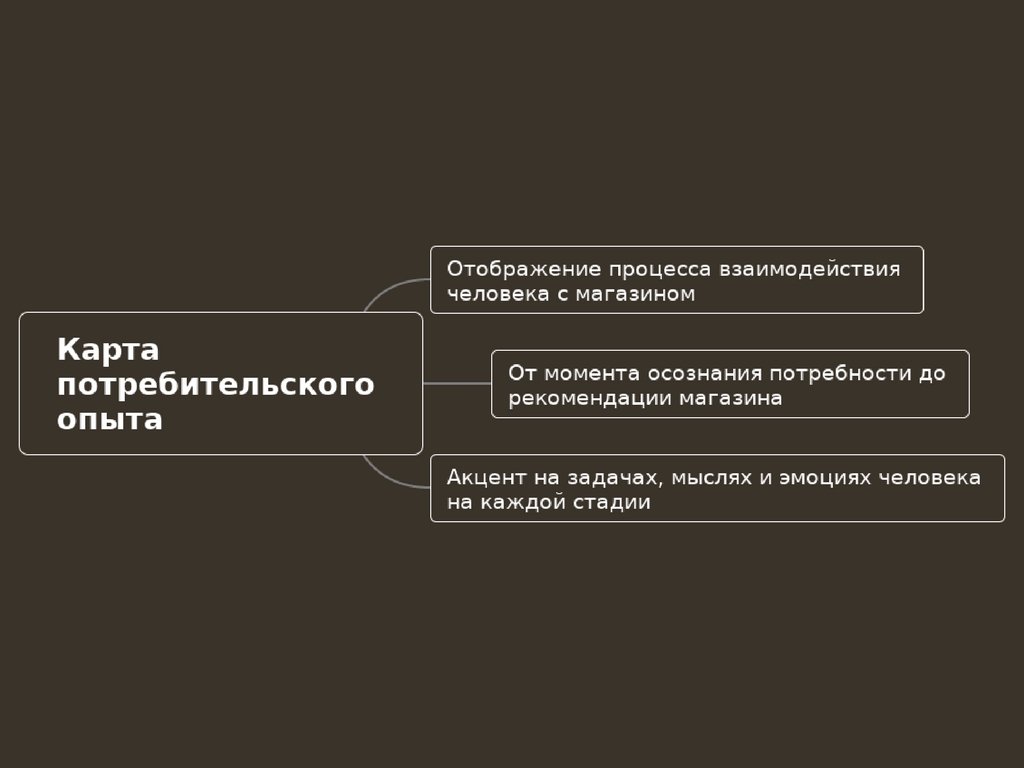 Отображение процесса взаимодействия
человека с магазином
Карта
потребительского
опыта
От момента осознания потребности до
рекомендации магазина
Акцент на задачах, мыслях и эмоциях человека
на каждой стадии